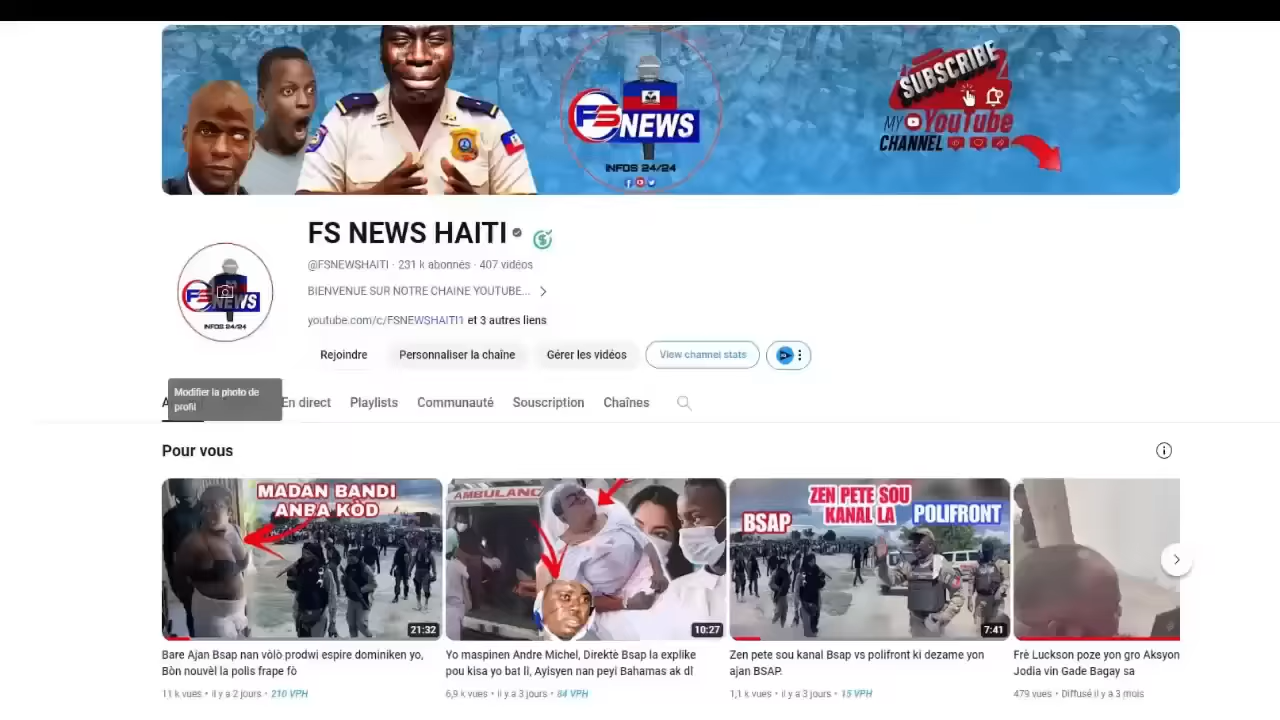 SUBSCRIBE
MY YouTube
CHANNEL
FS NEWS
INFOS 24/24
FS NEWS HAITI
@FSNEWSHAITI · 231 k abonnés · 407 vidéos
BIENVENUE SUR NOTRE CHAINE YOUTUBE...
youtube.com/c/FSNEWSHAITI1 et 3 autres liens
FS NEWS
INFOS 24/24
Rejoindre Personnaliser la chaîne Gérer les vidéos View channel stats
Modifier la photo de
profil
En direct Playlists Communauté Souscription Chaînes
Pour vous
MADAN BANDI
ANBA KÒD
21:32
AMBULANC
10:27
ZEN PETE SOU
KANAL LA
BSAP
POLIFRONT
7:41
Bare Ajan Bsap nan vòlò prodwi espire dominiken yo,
Bòn nouvèl la polis frape fò
11 k vues • il y a 2 jours • 210 VPH
Yo maspinen Andre Michel, Direktè Bsap la eksplike
pou kisa yo bat li, Ayisyen nan peyi Bahamas ak dl
6,9 k vues • il y a 3 jours • 84 VPH
Zen pete sou kanal Bsap vs polifront ki dezame yon
ajan BSAP.
1,1 k vues • il y a 3 jours • 15 VPH
Frè Luckson poze yon gro Aksyon
Jodia vin Gade Bagay sa
479 vues • Diffusé il y a 3 mois